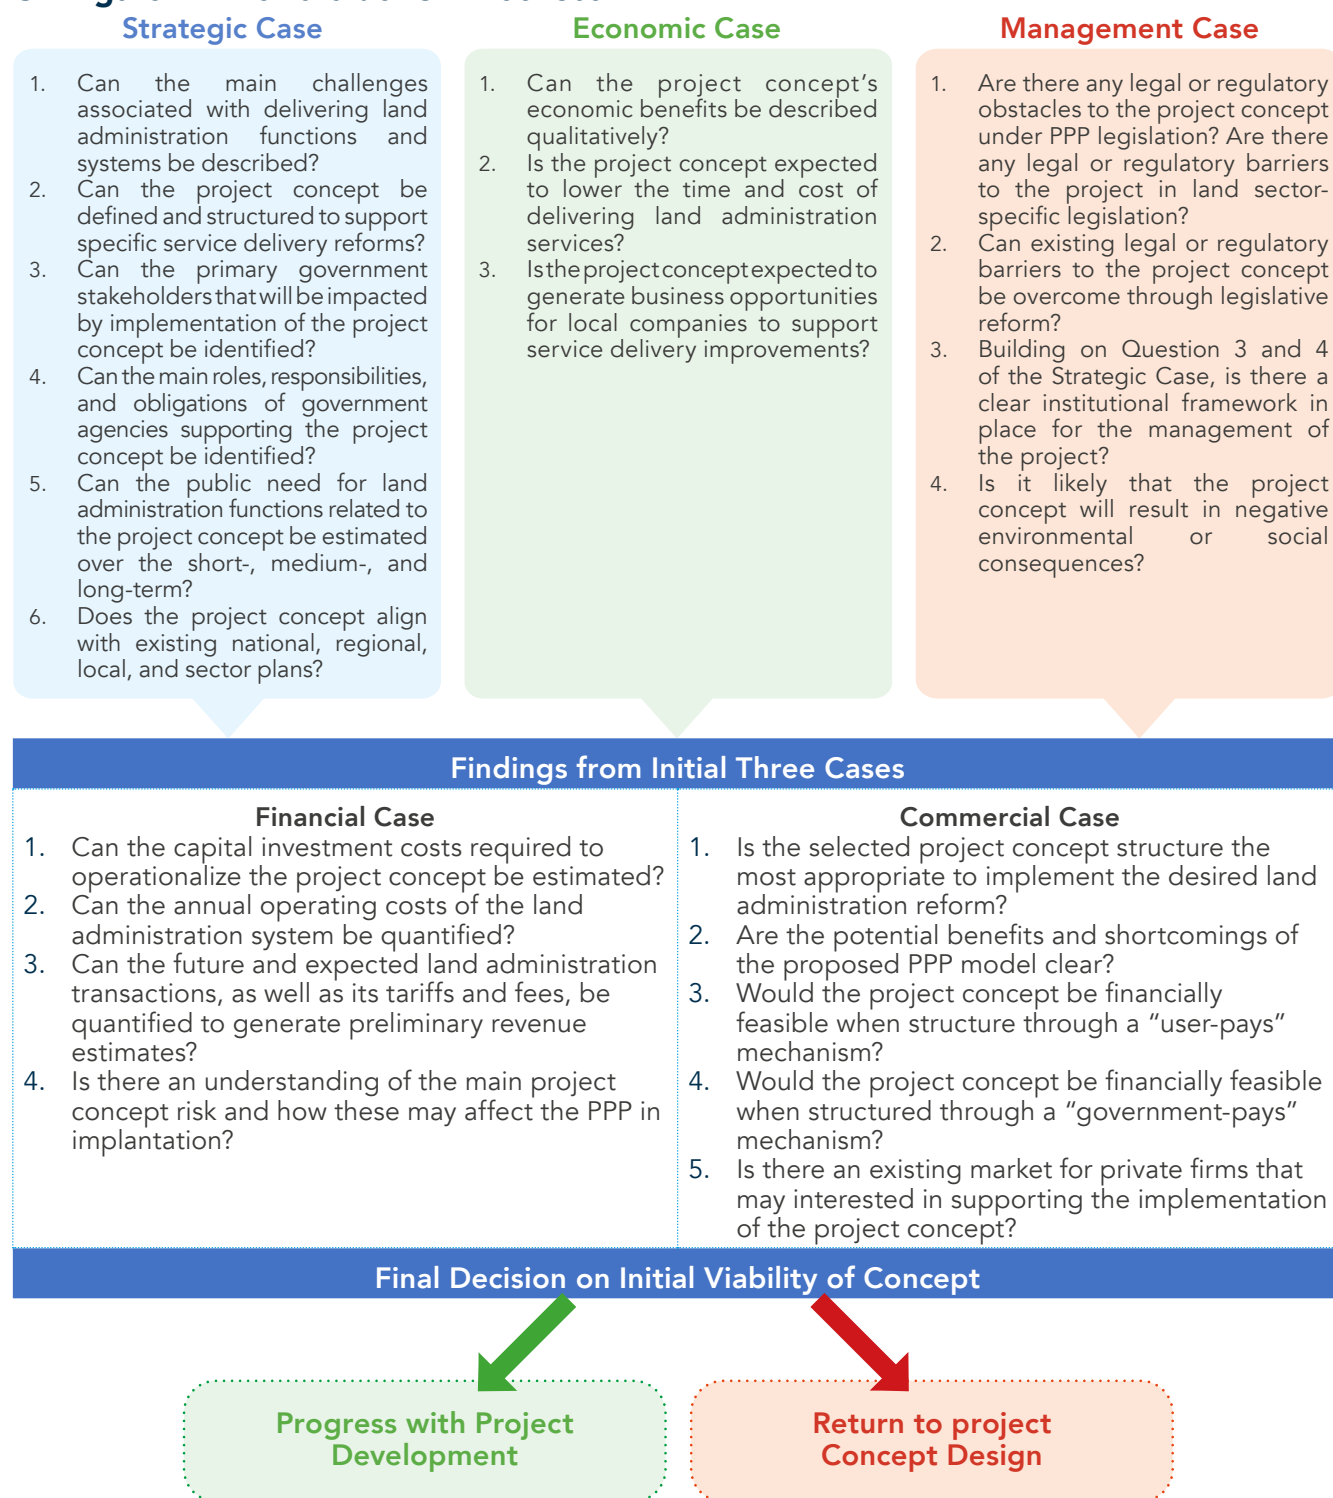 Strategic Case
1. Can the main challenges
associated with delivering land
administration functions and
systems be described?
2. Can the project concept be
defined and structured to support
specific service delivery reforms?
3. Can the primary government
stakeholders that will be impacted
by implementation of the project
concept be identified?
4. Can the main roles, responsibilities,
and obligations of government
agencies supporting the project
concept be identified?
5. Can the public need for land
administration functions related to
the project concept be estimated
over the short-, medium-, and
long-term?
6. Does the project concept align
with existing national, regional,
local, and sector plans?
Economic Case
1. Can the project concept's
economic benefits be described
qualitatively?
2. Is the project concept expected
to lower the time and cost of
delivering land administration
services?
3. Is the project concept expected to
generate business opportunities
for local companies to support
service delivery improvements?
Management Case
1. Are there any legal or regulatory
obstacles to the project concept
under PPP legislation? Are there
any legal or regulatory barriers
to the project in land sector-
specific legislation?
2. Can existing legal or regulatory
barriers to the project concept
be overcome through legislative
reform?
3. Building on Question 3 and 4
of the Strategic Case, is there a
clear institutional framework in
place for the management of
the project?
4. Is it likely that the project
concept will result in negative
environmental or social
consequences?
Findings from Initial Three Cases
Financial Case
1. Can the capital investment costs required to
operationalize the project concept be estimated?
2. Can the annual operating costs of the land
administration system be quantified?
3. Can the future and expected land administration
transactions, as well as its tariffs and fees, be
quantified to generate preliminary revenue
estimates?
4. Is there an understanding of the main project
concept risk and how these may affect the PPP in
implantation?
Commercial Case
1. Is the selected project concept structure the
most appropriate to implement the desired land
administration reform?
2. Are the potential benefits and shortcomings of
the proposed PPP model clear?
3. Would the project concept be financially
feasible when structure through a “user-pays”
mechanism?
4. Would the project concept be financially feasible
when structured through a “government-pays”
mechanism?
5. Is there an existing market for private firms that
may interested in supporting the implementation
of the project concept?
Final Decision on Initial Viability of Concept
Progress with Project
Development
Return to project
Concept Design